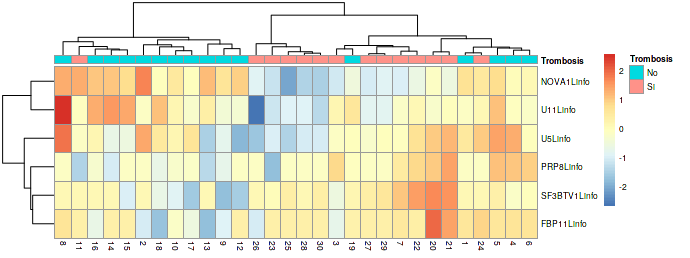 Trombosis
NOVA1Linfo
U11Linfo
U5Linfo
PRP8Linfo
SF3BTV1Linfo
FBP11Linfo
8 11 16 14 15 2 18 10 17 13 9 12 26 23 25 28 30 3 19 27 29 7 22 20 21 1 24 5 4 6
2
1
0
-1
-2
Trombosis
No
Si